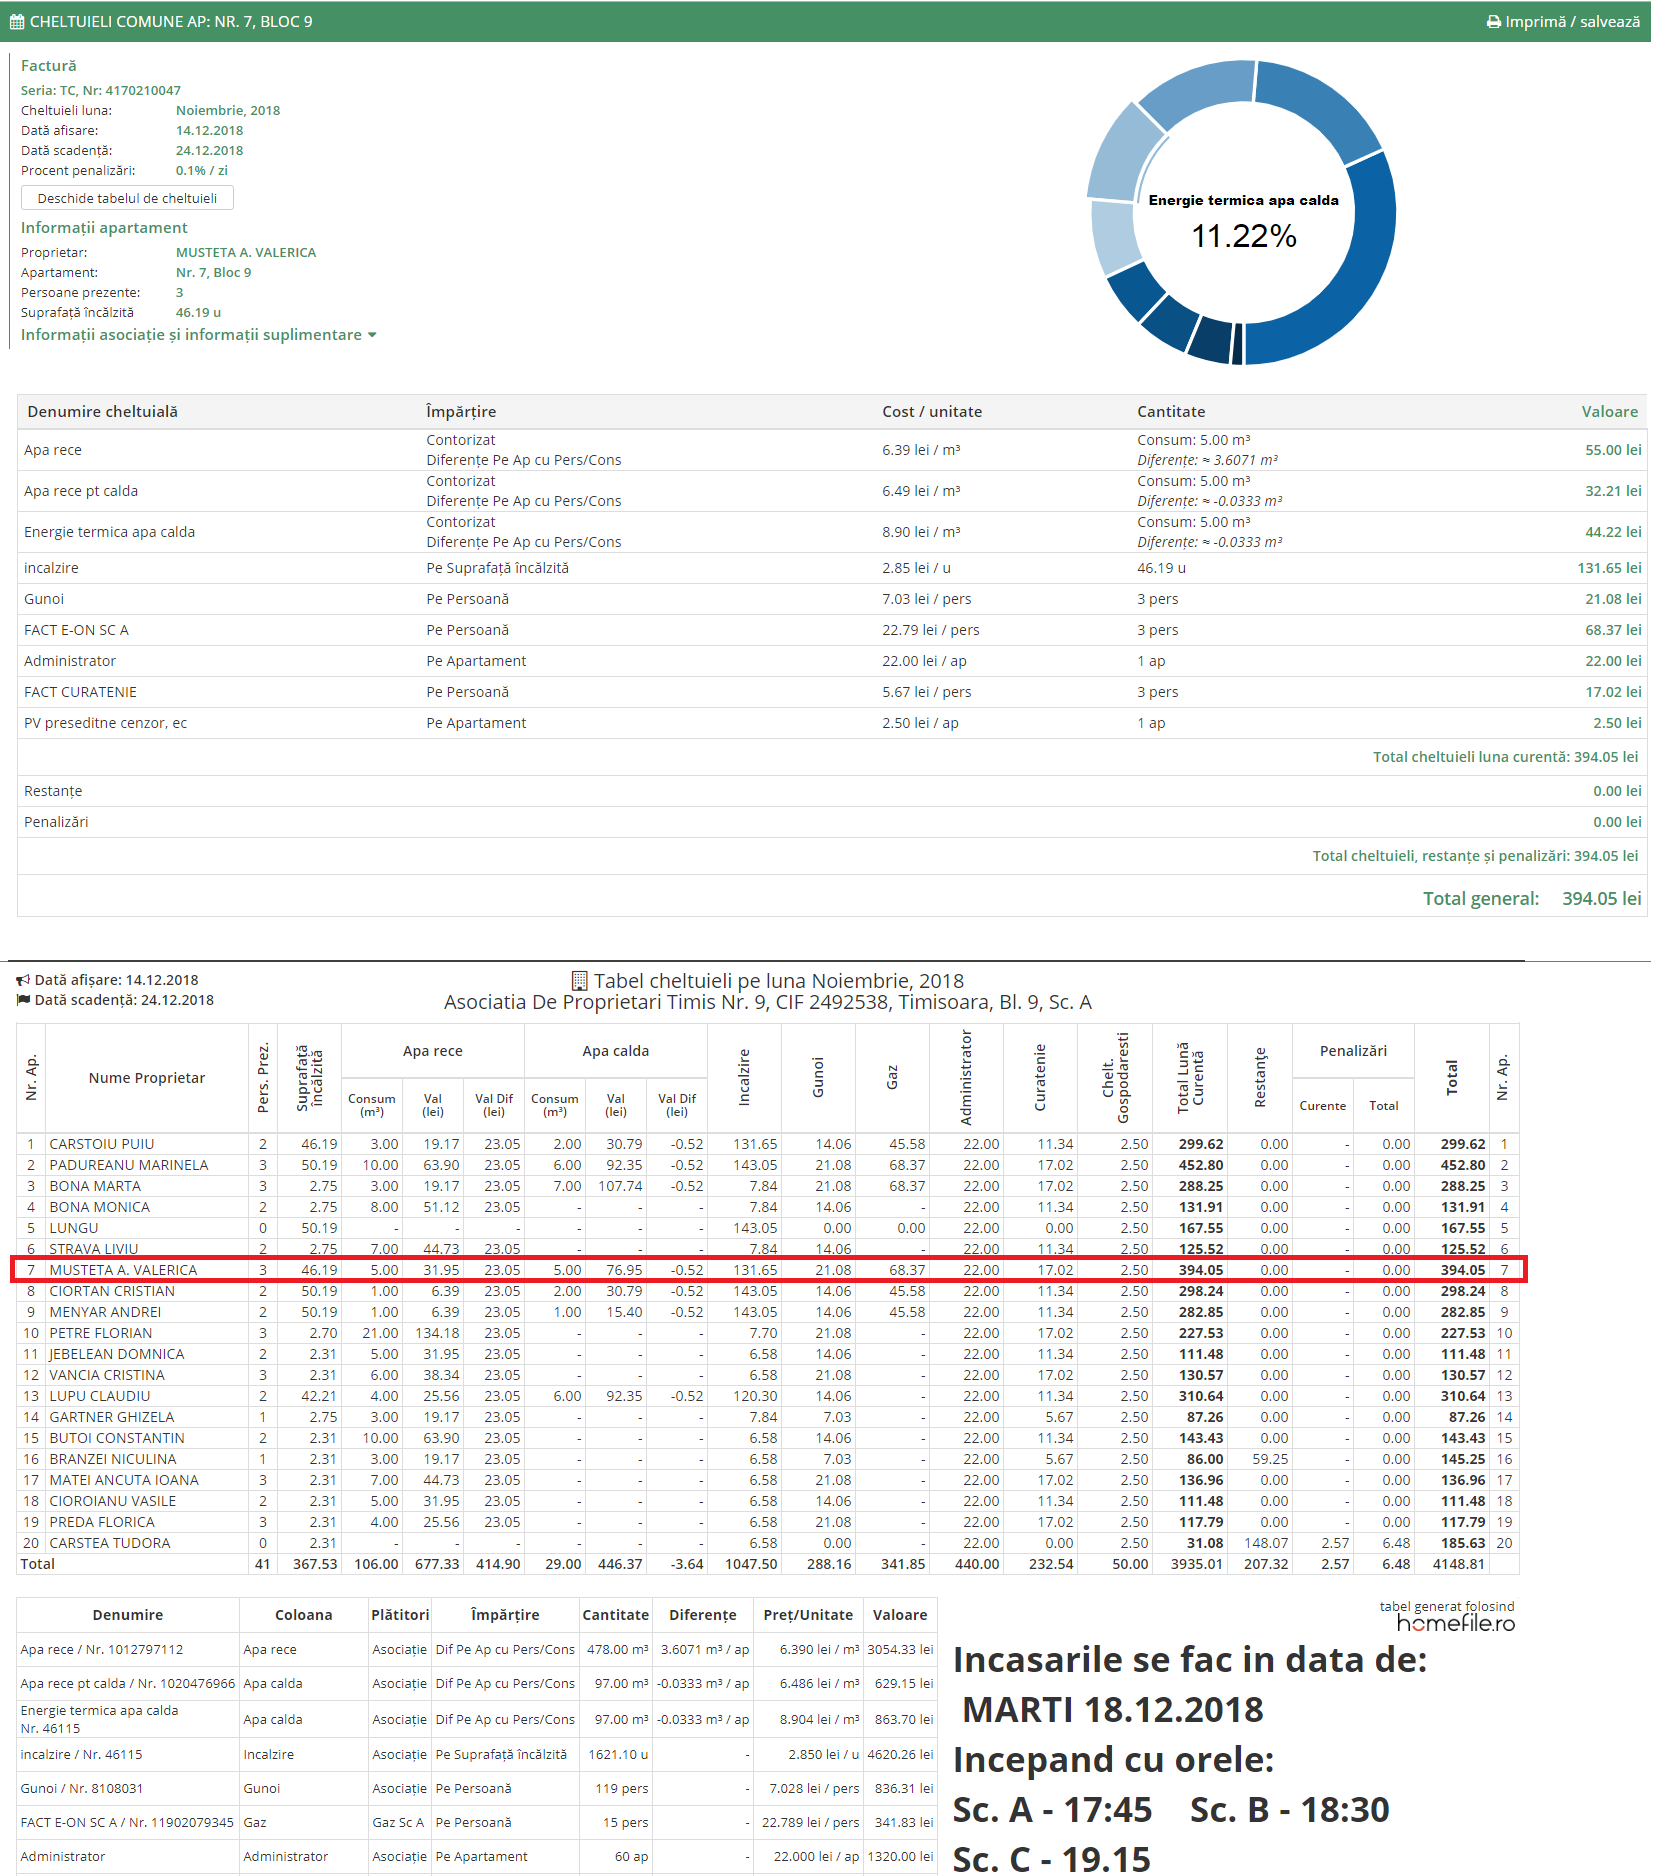 CHELTUIELI COMUNE AP: NR. 7, BLOC 9
Imprimă / salvează
Factură
Seria: TC, Nr: 4170210047
Cheltuieli luna: Noiembrie, 2018
Dată afisare: 14.12.2018
Dată scadență: 24.12.2018
Procent penalizări: 0.1% / zi
Deschide tabelul de cheltuieli
Informații apartament
Proprietar: MUSTETA A. VALERICA
Apartament: Nr. 7, Bloc 9
Persoane prezente: 3
Suprafață încălzită 46.19 u
Informații asociație și informații suplimentare
Energie termica apa calda
11.22%
Denumire cheltuială Împărțire Cost / unitate Cantitate Valoare
Apa rece Contorizat 6.39 lei / m³ Consum: 5.00 m³ 55.00 lei
Diferențe Pe Ap cu Pers/Cons Diferențe: ≈ 3.6071 m³
Apa rece pt calda Contorizat 6.49 lei / m³ Consum: 5.00 m³ 32.21 lei
Diferențe Pe Ap cu Pers/Cons Diferențe: ≈ -0.0333 m³
Energie termica apa calda Contorizat 8.90 lei / m³ Consum: 5.00 m³ 44.22 lei
Diferențe Pe Ap cu Pers/Cons Diferențe: ≈ -0.0333 m³
incalzire Pe Suprafață încălzită 2.85 lei / u 46.19 u 131.65 lei
Gunoi Pe Persoană 7.03 lei / pers 3 pers 21.08 lei
FACT E-ON SC A Pe Persoană 22.79 lei / pers 3 pers 68.37 lei
Administrator Pe Apartament 22.00 lei / ap 1 ap 22.00 lei
FACT CURATENIE Pe Persoană 5.67 lei / pers 3 pers 17.02 lei
PV preseditne cenzor, ec Pe Apartament 2.50 lei / ap 1 ap 2.50 lei
Total cheltuieli luna curentă: 394.05 lei
Restanțe 0.00 lei
Penalizări 0.00 lei
Total cheltuieli, restanțe și penalizări: 394.05 lei
Total general: 394.05 lei
Dată afișare: 14.12.2018
Dată scadență: 24.12.2018
Tabel cheltuieli pe luna Noiembrie, 2018
Asociatia De Proprietari Timis Nr. 9, CIF 2492538, Timisoara, Bl. 9, Sc. A
Nr. Ap. Nume Proprietar Pers. Prez. Suprafață încălzită Apa rece Apa calda Incalzire Gunoi Gaz Administrator Curatenie Chelt. Gospodaresti Total Lună Curentă Restanțe Penalizări Total Nr. Ap.
Consum (m³) Val (lei) Val Dif (lei) Consum (m³) Val (lei) Val Dif (lei) Curente Total
1 CARSTOIU PUIU 2 46.19 3.00 19.17 23.05 2.00 30.79 -0.52 131.65 14.06 45.58 22.00 11.34 2.50 299.62 0.00 - 0.00 299.62 1
2 PADUREANU MARINELA 3 50.19 10.00 63.90 23.05 6.00 92.35 -0.52 143.05 21.08 68.37 22.00 17.02 2.50 452.80 0.00 - 0.00 452.80 2
3 BONA MARTA 3 2.75 3.00 19.17 23.05 7.00 107.74 -0.52 7.84 21.08 68.37 22.00 17.02 2.50 288.25 0.00 - 0.00 288.25 3
4 BONA MONICA 2 2.75 8.00 51.12 23.05 - - - 7.84 14.06 - 22.00 11.34 2.50 131.91 0.00 - 0.00 131.91 4
5 LUNGU 0 50.19 - - - - - - 143.05 0.00 0.00 22.00 0.00 2.50 167.55 0.00 - 0.00 167.55 5
6 STRAVA LIVIU 2 2.75 7.00 44.73 23.05 - - - 7.84 14.06 - 22.00 11.34 2.50 125.52 0.00 - 0.00 125.52 6
7 MUSTETA A. VALERICA 3 46.19 5.00 31.95 23.05 5.00 76.95 -0.52 131.65 21.08 68.37 22.00 17.02 2.50 394.05 0.00 - 0.00 394.05 7
8 CIORTAN CRISTIAN 2 50.19 1.00 6.39 23.05 2.00 30.79 -0.52 143.05 14.06 45.58 22.00 11.34 2.50 298.24 0.00 - 0.00 298.24 8
9 MENYAR ANDREI 2 50.19 1.00 6.39 23.05 1.00 15.40 -0.52 143.05 14.06 45.58 22.00 11.34 2.50 282.85 0.00 - 0.00 282.85 9
10 PETRE FLORIAN 3 2.70 21.00 134.18 23.05 - - - 7.70 21.08 - 22.00 17.02 2.50 227.53 0.00 - 0.00 227.53 10
11 JEBELEAN DOMNICA 2 2.31 5.00 31.95 23.05 - - - 6.58 14.06 - 22.00 11.34 2.50 111.48 0.00 - 0.00 111.48 11
12 VANCIA CRISTINA 3 2.31 6.00 38.34 23.05 - - - 6.58 21.08 - 22.00 17.02 2.50 130.57 0.00 - 0.00 130.57 12
13 LUPU CLAUDIU 2 42.21 4.00 25.56 23.05 6.00 92.35 -0.52 120.30 14.06 - 22.00 11.34 2.50 310.64 0.00 - 0.00 310.64 13
14 GARTNER GHIZELA 1 2.75 3.00 19.17 23.05 - - - 7.84 7.03 - 22.00 5.67 2.50 87.26 0.00 - 0.00 87.26 14
15 BUTOI CONSTANTIN 2 2.31 10.00 63.90 23.05 - - - 6.58 14.06 - 22.00 11.34 2.50 143.43 0.00 - 0.00 143.43 15
16 BRANZEI NICULINA 1 2.31 3.00 19.17 23.05 - - - 6.58 7.03 - 22.00 5.67 2.50 86.00 59.25 - 0.00 145.25 16
17 MATEI ANCUTA IOANA 3 2.31 7.00 44.73 23.05 - - - 6.58 21.08 - 22.00 17.02 2.50 136.96 0.00 - 0.00 136.96 17
18 CIOROIANU VASILE 2 2.31 5.00 31.95 23.05 - - - 6.58 14.06 - 22.00 11.34 2.50 111.48 0.00 - 0.00 111.48 18
19 PREDA FLORICA 3 2.31 4.00 25.56 23.05 - - - 6.58 21.08 - 22.00 17.02 2.50 117.79 0.00 - 0.00 117.79 19
20 CARSTEA TUDORA 0 2.31 - - - - - - 6.58 0.00 - 22.00 0.00 2.50 31.08 148.07 2.57 6.48 185.63 20
Total 41 367.53 106.00 677.33 414.90 29.00 446.37 -3.64 1047.50 288.16 341.85 440.00 232.54 50.00 3935.01 207.32 2.57 6.48 4148.81
Denumire Coloana Plătitori Împărțire Cantitate Diferențe Preț/Unitate Valoare
Apa rece / Nr. 1012797112 Apa rece Asociație Dif Pe Ap cu Pers/Cons 478.00 m³ 3.6071 m³ / ap 6.390 lei / m³ 3054.33 lei
Apa rece pt calda / Nr. 1020476966 Apa calda Asociație Dif Pe Ap cu Pers/Cons 97.00 m³ -0.0333 m³ / ap 6.486 lei / m³ 629.15 lei
Energie termica apa calda
Nr. 46115 Apa calda Asociație Dif Pe Ap cu Pers/Cons 97.00 m³ -0.0333 m³ / ap 8.904 lei / m³ 863.70 lei
incalzire / Nr. 46115 Incalzire Asociație Pe Suprafață încălzită 1621.10 u - 2.850 lei / u 4620.26 lei
Gunoi / Nr. 8108031 Gunoi Asociație Pe Persoană 119 pers - 7.028 lei / pers 836.31 lei
FACT E-ON SC A / Nr. 11902079345 Gaz Gaz Sc A Pe Persoană 15 pers - 22.789 lei / pers 341.83 lei
Administrator Administrator Asociație Pe Apartament 60 ap - 22.000 lei / ap 1320.00 lei
tabel generat folosind
homefile.ro
Incasarile se fac in data de:
MARTI 18.12.2018
Incepand cu orele:
Sc. A - 17:45 Sc. B - 18:30
Sc. C - 19.15